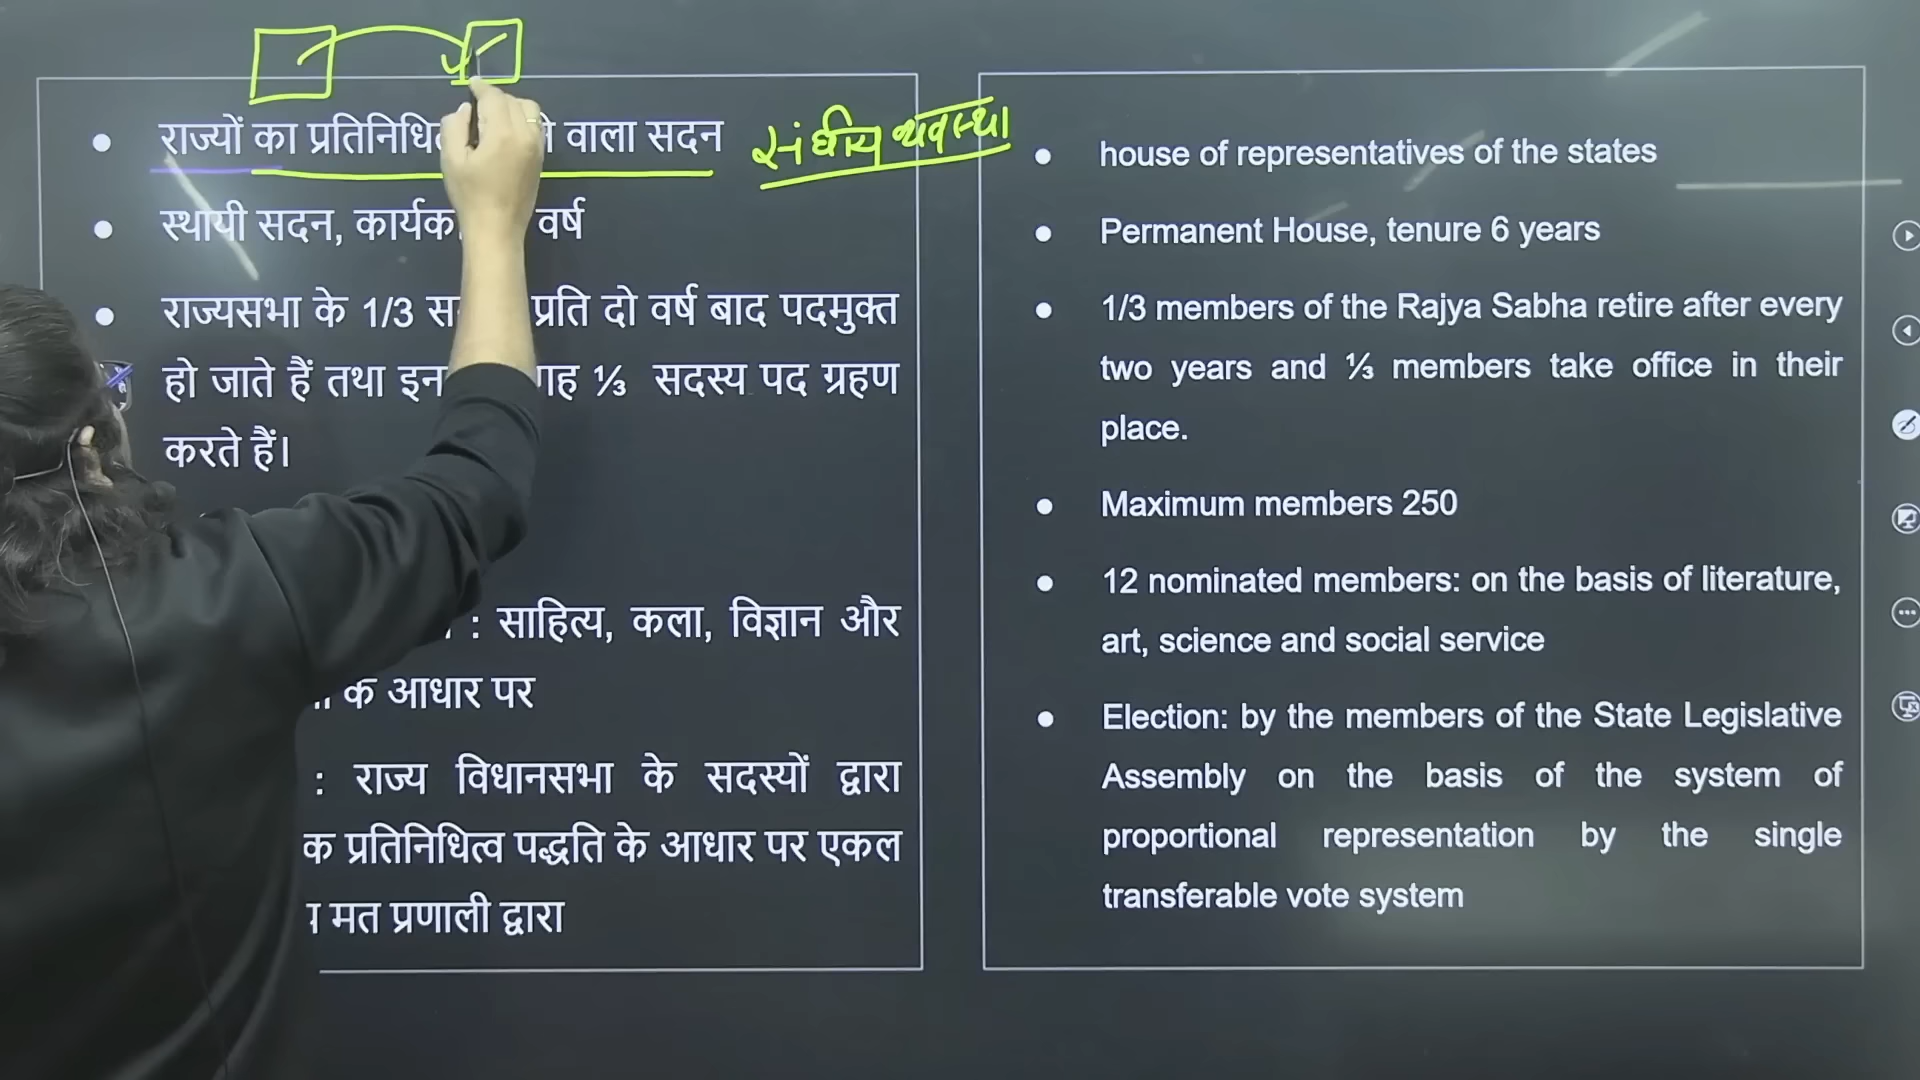 राज्यों का वाला सदन
संघीय व्यवस्था
स्थायी सदन, वर्ष
राज्यसभा के 1/3 प्रति दो वर्ष बाद पदमुक्त
हो जाते हैं तथा ⅓ सदस्य पद ग्रहण
करते हैं।
: साहित्य, कला, विज्ञान और
आधार पर
: राज्य विधानसभा के सदस्यों द्वारा
प्रतिनिधित्व पद्धति के आधार पर एकल
मत प्रणाली द्वारा
house of representatives of the states
Permanent House, tenure 6 years
1/3 members of the Rajya Sabha retire after every
two years and ⅓ members take office in their
place.
Maximum members 250
12 nominated members: on the basis of literature,
art, science and social service
Election: by the members of the State Legislative
Assembly on the basis of the system of
proportional representation by the single
transferable vote system